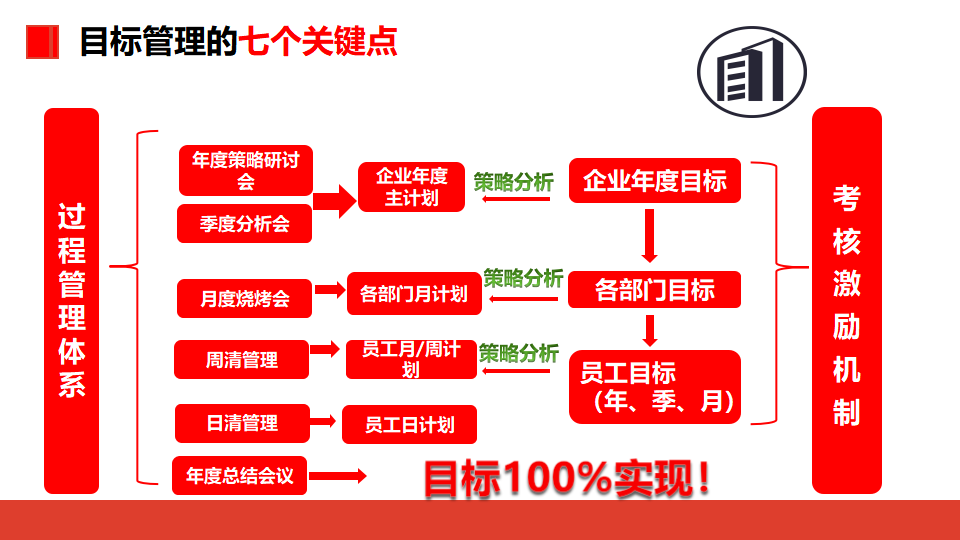 目标管理的七个关键点
过程管理体系
年度策略研讨
会
季度分析会
月度烧烤会
周清管理
日清管理
年度总结会议
企业年度
主计划
各部门月计划
员工月/周计
划
员工日计划
策略分析
策略分析
策略分析
企业年度目标
各部门目标
员工目标
（年、季、月）
考核激励机制
目标100%实现！